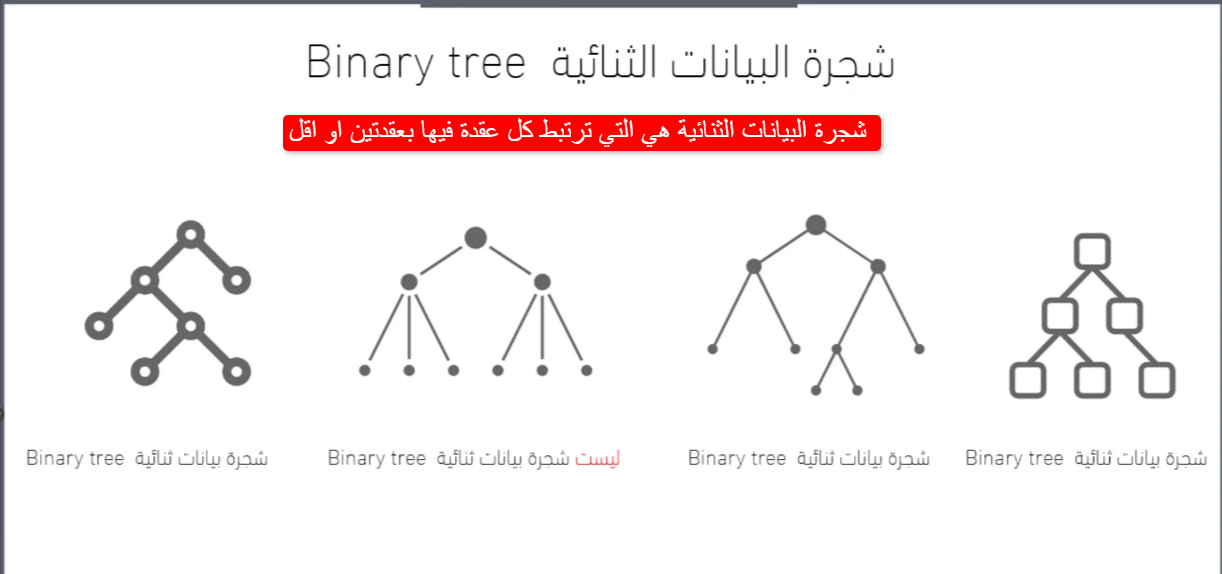 شجرة البيانات الثنائية Binary tree
شجرة البيانات الثنائية هي التي ترتبط كل عقدة فيها بعقدتين او اقل
شجرة بيانات ثنائية Binary tree
شجرة بيانات ثنائية Binary tree
ليست شجرة بيانات ثنائية Binary tree
شجرة بيانات ثنائية Binary tree